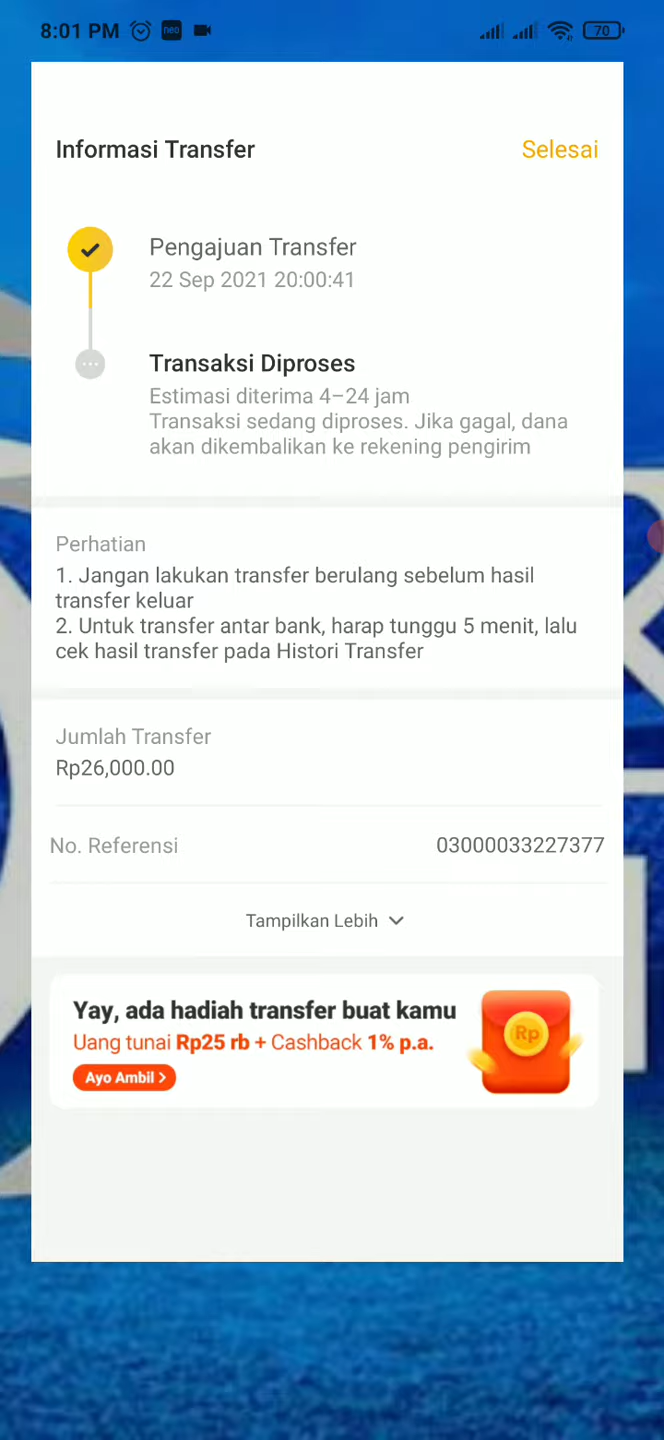 8:01 PM neo 70
Informasi Transfer Selesai
Pengajuan Transfer
22 Sep 2021 20:00:41
Transaksi Diproses
Estimasi diterima 4–24 jam
Transaksi sedang diproses. Jika gagal, dana
akan dikembalikan ke rekening pengirim
Perhatian
1. Jangan lakukan transfer berulang sebelum hasil
transfer keluar
2. Untuk transfer antar bank, harap tunggu 5 menit, lalu
cek hasil transfer pada Histori Transfer
Jumlah Transfer
Rp26,000.00
No. Referensi 03000033227377
Tampilkan Lebih
Yay, ada hadiah transfer buat kamu
Uang tunai Rp25 rb + Cashback 1% p.a.
Ayo Ambil >
Rp